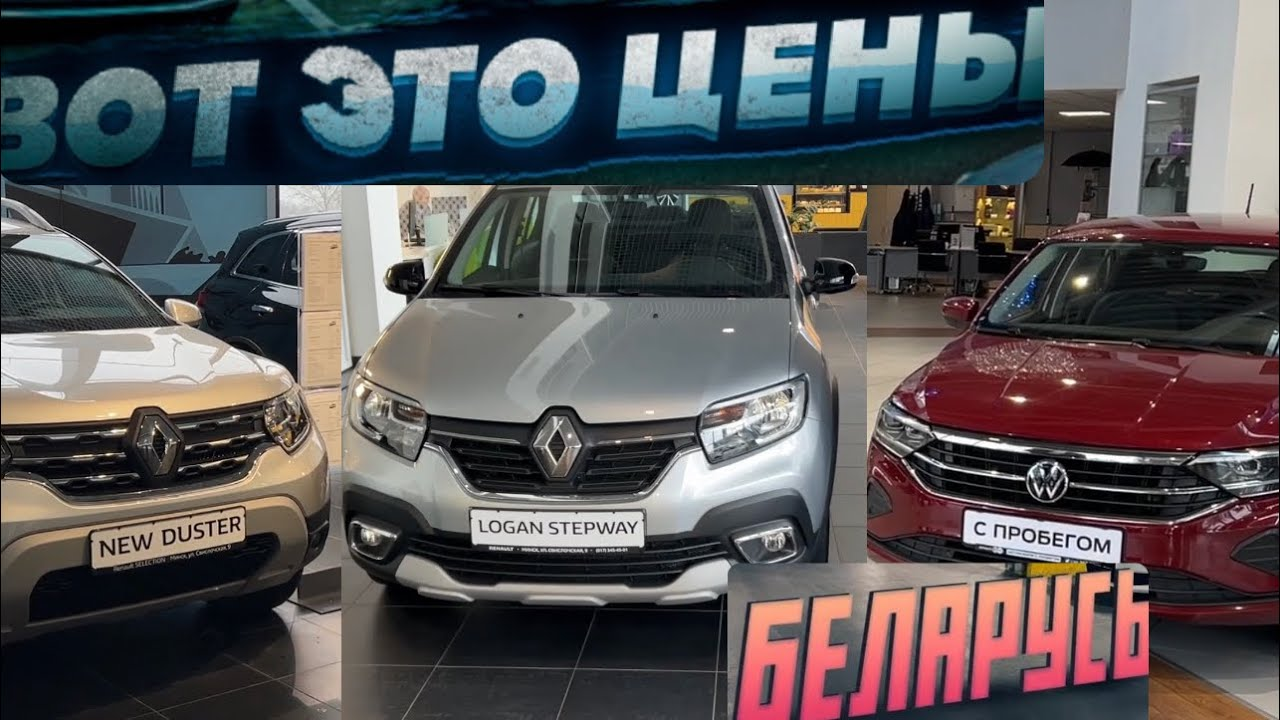 ВОТ ЭТО ЦЕНЫ
NEW DUSTER
LOGAN STEPWAY
С ПРОБЕГОМ
БЕЛАРУСЬ